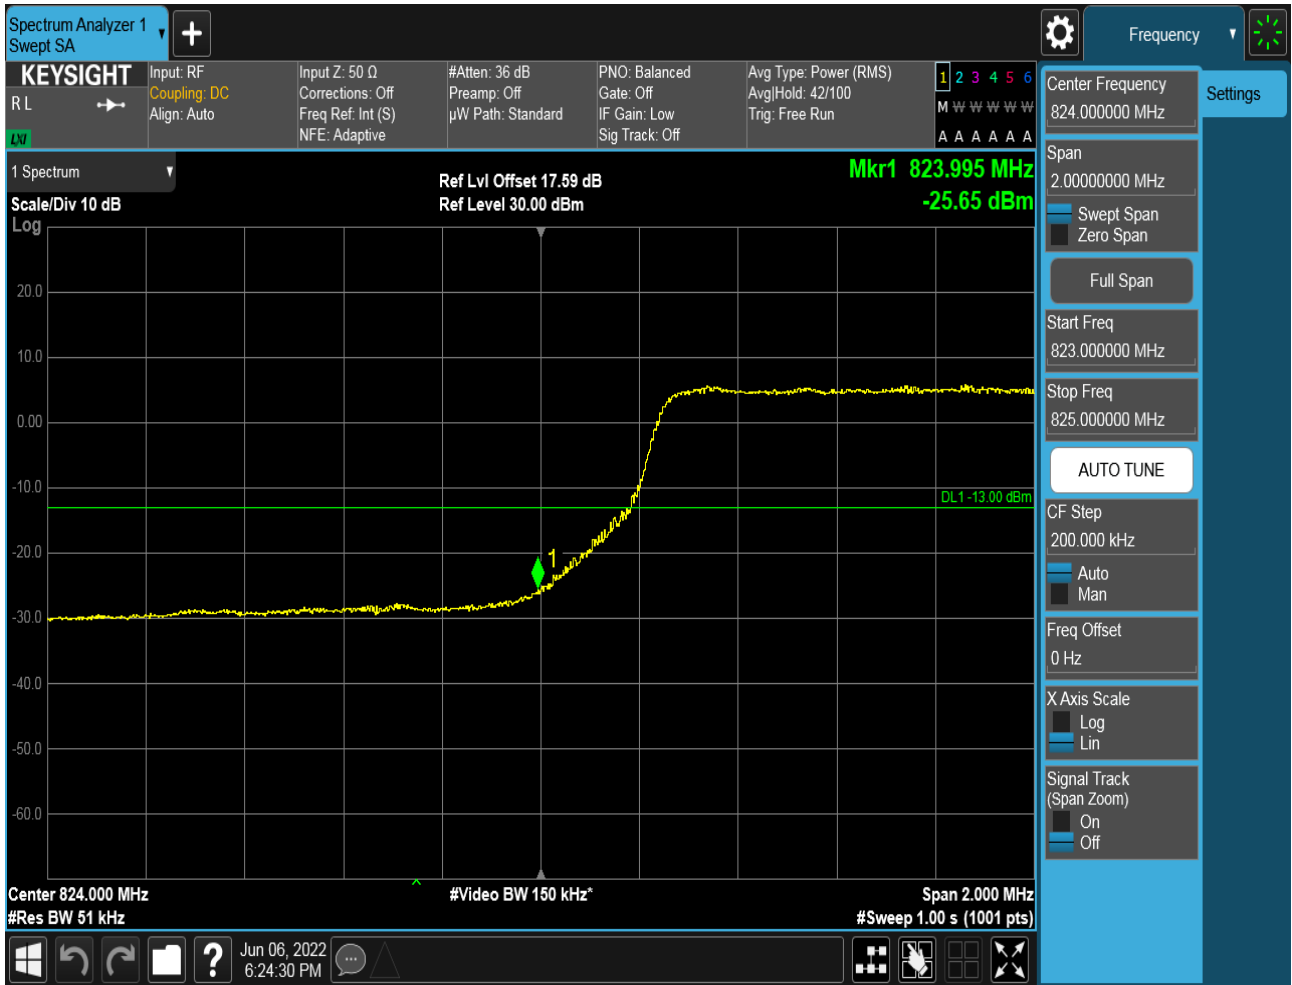 Spectrum Analyzer 1
Swept SA
+
Frequency
KEYSIGHT
R L
LXI
Input: RF
Coupling: DC
Align: Auto
Input Z: 50 Ω
Corrections: Off
Freq Ref: Int (S)
NFE: Adaptive
#Atten: 36 dB
Preamp: Off
µW Path: Standard
PNO: Balanced
Gate: Off
IF Gain: Low
Sig Track: Off
Avg Type: Power (RMS)
Avg|Hold: 42/100
Trig: Free Run
1 2 3 4 5 6
M W W W W W
A A A A A A
1 Spectrum
Scale/Div 10 dB
Log
Ref Lvl Offset 17.59 dB
Ref Level 30.00 dBm
Mkr1 823.995 MHz
-25.65 dBm
20.0
10.0
0.00
-10.0
-20.0
-30.0
-40.0
-50.0
-60.0
DL1 -13.00 dBm
1
Center 824.000 MHz
#Res BW 51 kHz
#Video BW 150 kHz*
Span 2.000 MHz
#Sweep 1.00 s (1001 pts)
?
Jun 06, 2022
6:24:30 PM
Center Frequency
824.000000 MHz
Span
2.00000000 MHz
Swept Span
Zero Span
Full Span
Start Freq
823.000000 MHz
Stop Freq
825.000000 MHz
AUTO TUNE
CF Step
200.000 kHz
Auto
Man
Freq Offset
0 Hz
X Axis Scale
Log
Lin
Signal Track
(Span Zoom)
On
Off
Settings